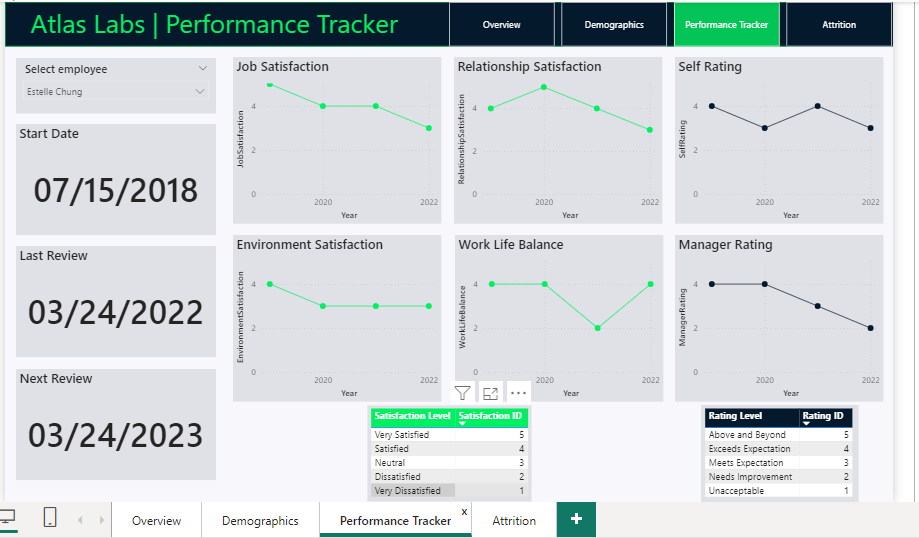 Atlas Labs | Performance Tracker
Overview
Demographics
Performance Tracker
Attrition
Select employee
Estelle Chung
Start Date
07/15/2018
Last Review
03/24/2022
Next Review
03/24/2023
Job Satisfaction
JobSatisfaction
4
2
0
2020
2022
Year
Relationship Satisfaction
RelationshipSatisfaction
4
2
0
2020
2022
Year
Self Rating
SelfRating
4
2
0
2020
2022
Year
Environment Satisfaction
EnvironmentSatisfaction
4
2
0
2020
2022
Year
Work Life Balance
WorkLifeBalance
4
2
0
2020
2022
Year
Manager Rating
ManagerRating
4
2
0
2020
2022
Year
Satisfaction Level Satisfaction ID
Very Satisfied 5
Satisfied 4
Neutral 3
Dissatisfied 2
Very Dissatisfied 1
Rating Level Rating ID
Above and Beyond 5
Exceeds Expectation 4
Meets Expectation 3
Needs Improvement 2
Unacceptable 1
Overview
Demographics
Performance Tracker x
Attrition
+